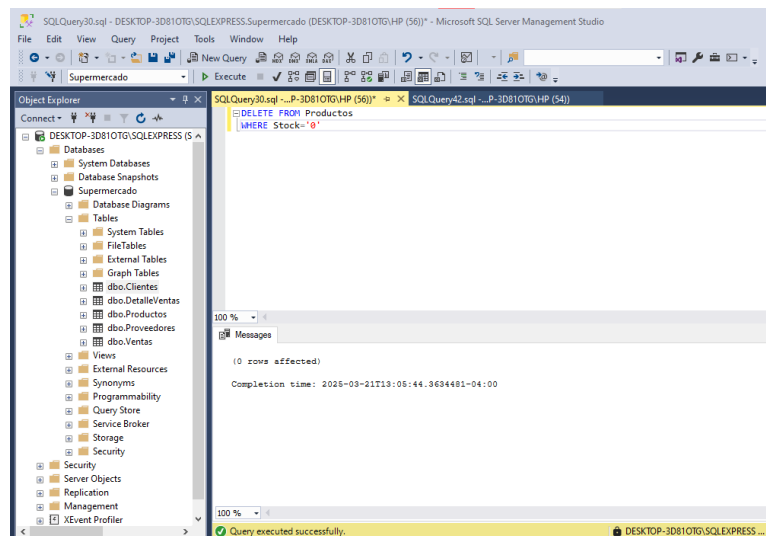 SQLQuery30.sql - DESKTOP-3D81OTG\SQLEXPRESS.Supermercado (DESKTOP-3D81OTG\HP (56))* - Microsoft SQL Server Management Studio
File Edit View Query Project Tools Window Help
New Query
Supermercado
Execute
Object Explorer
Connect
DESKTOP-3D81OTG\SQLEXPRESS (S
Databases
System Databases
Database Snapshots
Supermercado
Database Diagrams
Tables
System Tables
FileTables
External Tables
Graph Tables
dbo.Clientes
dbo.DetalleVentas
dbo.Productos
dbo.Proveedores
dbo.Ventas
Views
External Resources
Synonyms
Programmability
Query Store
Service Broker
Storage
Security
Security
Server Objects
Replication
Management
XEvent Profiler
SQLQuery30.sql -...P-3D81OTG\HP (56))* SQLQuery42.sql -...P-3D81OTG\HP (54))
DELETE FROM Productos
WHERE Stock='0'
100 %
Messages
(0 rows affected)
Completion time: 2025-03-21T13:05:44.3634481-04:00
100 %
Query executed successfully. DESKTOP-3D81OTG\SQLEXPRESS ...